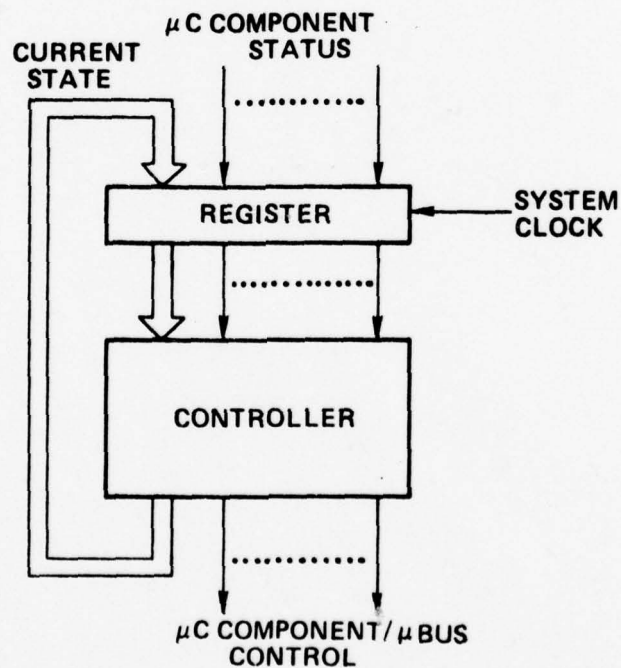 μC COMPONENT
STATUS
CURRENT
STATE
REGISTER
SYSTEM
CLOCK
CONTROLLER
μC COMPONENT/μBUS
CONTROL